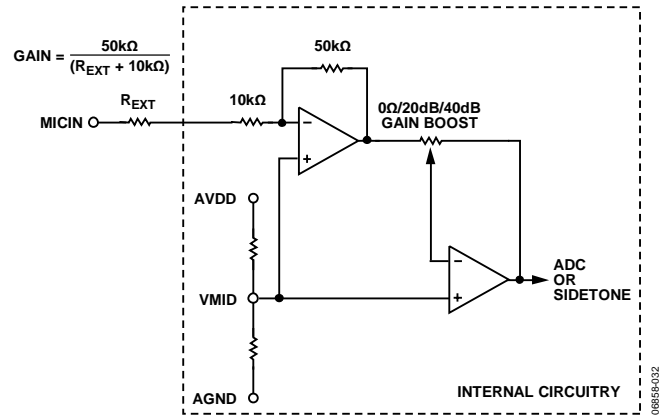 GAIN = 50kΩ
(REXT + 10kΩ)
50kΩ
MICIN
REXT
10kΩ
0Ω/20dB/40dB
GAIN BOOST
−
+
AVDD
VMID
AGND
−
+
ADC
OR
SIDETONE
INTERNAL CIRCUITRY
06858-032